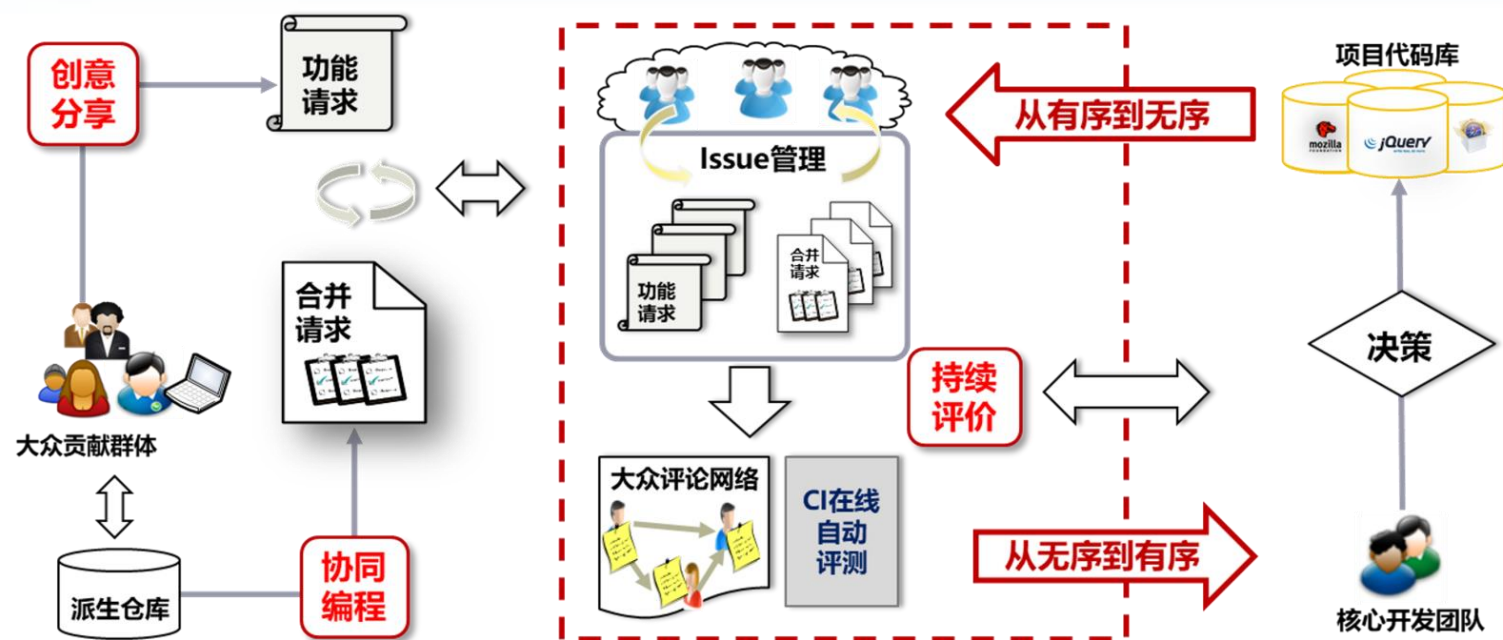 创意
分享
功能
请求
合并
请求
大众贡献群体
派生仓库
协同
编程
Issue管理
功能
请求
合并
请求
持续
评价
大众评论网络
CI在线
自动
评测
从有序到无序
从无序到有序
项目代码库
mozilla
FOUNDATION
jQuery
决策
核心开发团队